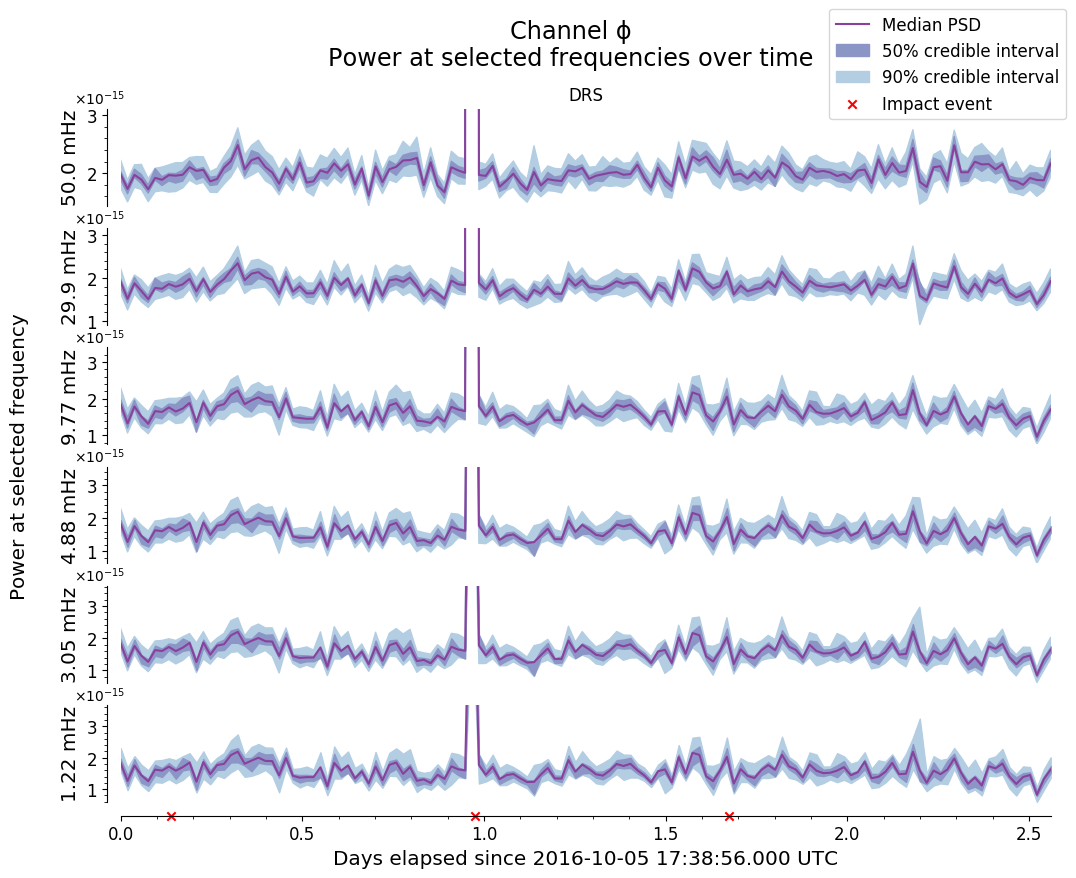 Channel ϕ
Power at selected frequencies over time
Median PSD
50% credible interval
90% credible interval
Impact event
DRS
Power at selected frequency
×10⁻¹⁵
50.0 mHz
3
2
×10⁻¹⁵
29.9 mHz
3
2
1
×10⁻¹⁵
9.77 mHz
3
2
1
×10⁻¹⁵
4.88 mHz
3
2
1
×10⁻¹⁵
3.05 mHz
3
2
1
×10⁻¹⁵
1.22 mHz
3
2
1
0.0 0.5 1.0 1.5 2.0 2.5
Days elapsed since 2016-10-05 17:38:56.000 UTC